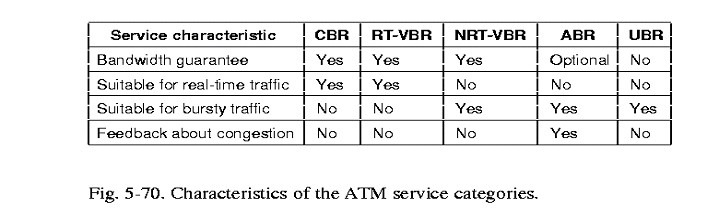 Service characteristic CBR RT-VBR NRT-VBR ABR UBR
Bandwidth guarantee Yes Yes Yes Optional No
Suitable for real-time traffic Yes Yes No No No
Suitable for bursty traffic No No Yes Yes Yes
Feedback about congestion No No No Yes No
Fig. 5-70. Characteristics of the ATM service categories.